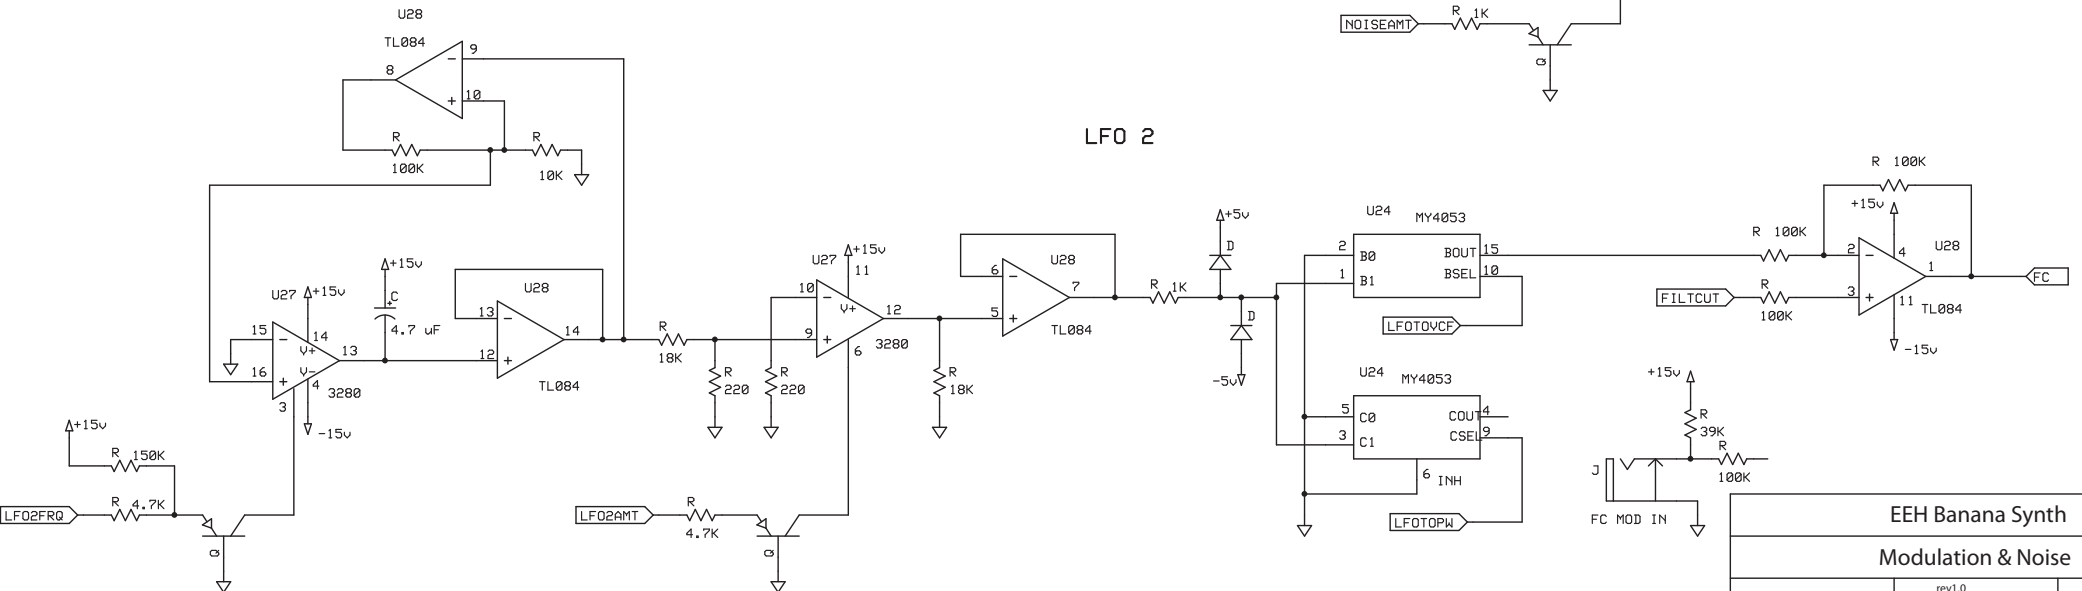 U28
TL084
9
8
-
+
10
R
100K
R
10K
NOISEAMT
R 1K
Q
LFO 2
+15v
C
+
4.7 uF
U27
+15v
15
-
14
V+
13
16
+
V-
4
3280
3
-15v
+15v
R 150K
LFO2FRQ
R 4.7K
Q
U28
13
-
14
12
+
TL084
R
18K
R
220
R
220
U27
+15v
11
10
-
V+
12
9
+
3280
6
LFO2AMT
R
4.7K
Q
R
18K
U28
6
-
7
5
+
TL084
R 1K
+5v
D
D
-5v
U24
MY4053
2
B0
BOUT
15
1
B1
BSEL
10
LFOTOVCF
U24
MY4053
5
C0
COUT
4
3
C1
CSEL
9
6 INH
LFOTOPW
R 100K
+15v
R 100K
U28
2
-
4
1
3
+
11
TL084
FILTCUT
R
100K
-15v
FC
+15v
R
39K
R
100K
J
FC MOD IN
EEH Banana Synth
Modulation & Noise
rev1.0